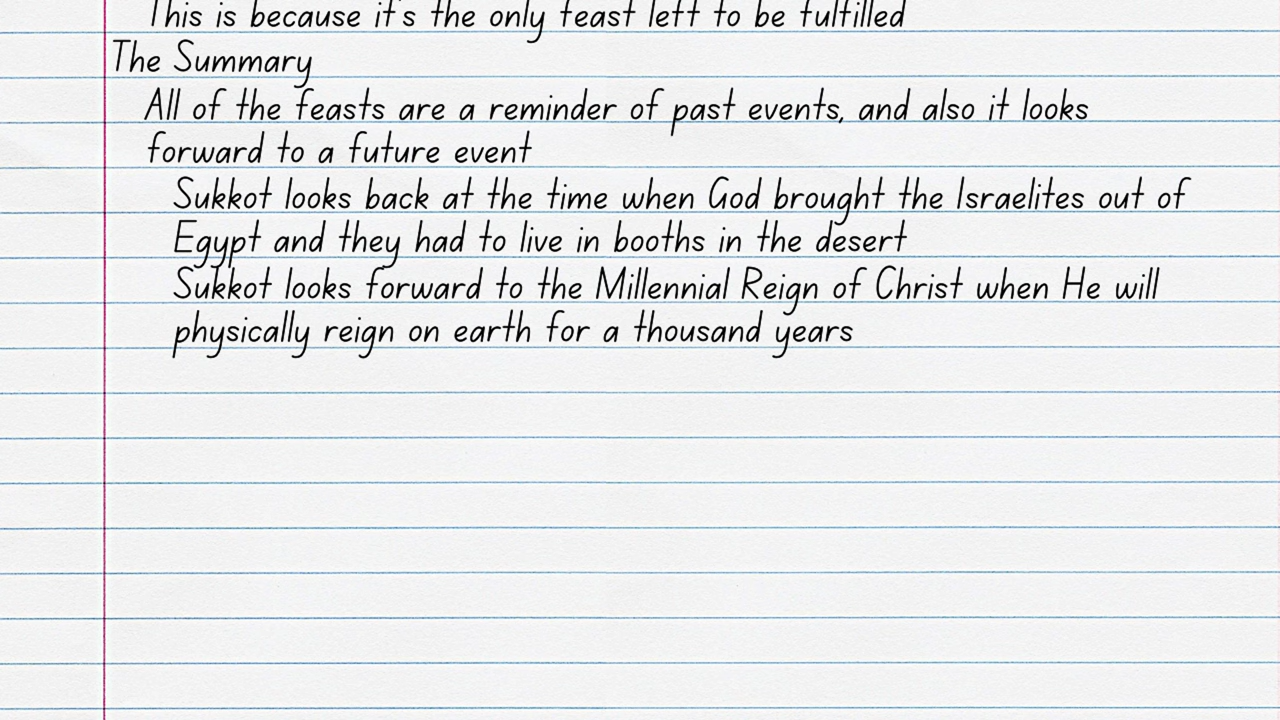 This is because it's the only feast left to be fulfilled
The Summary
All of the feasts are a reminder of past events, and also it looks
forward to a future event
Sukkot looks back at the time when God brought the Israelites out of
Egypt and they had to live in booths in the desert
Sukkot looks forward to the Millennial Reign of Christ when He will
physically reign on earth for a thousand years